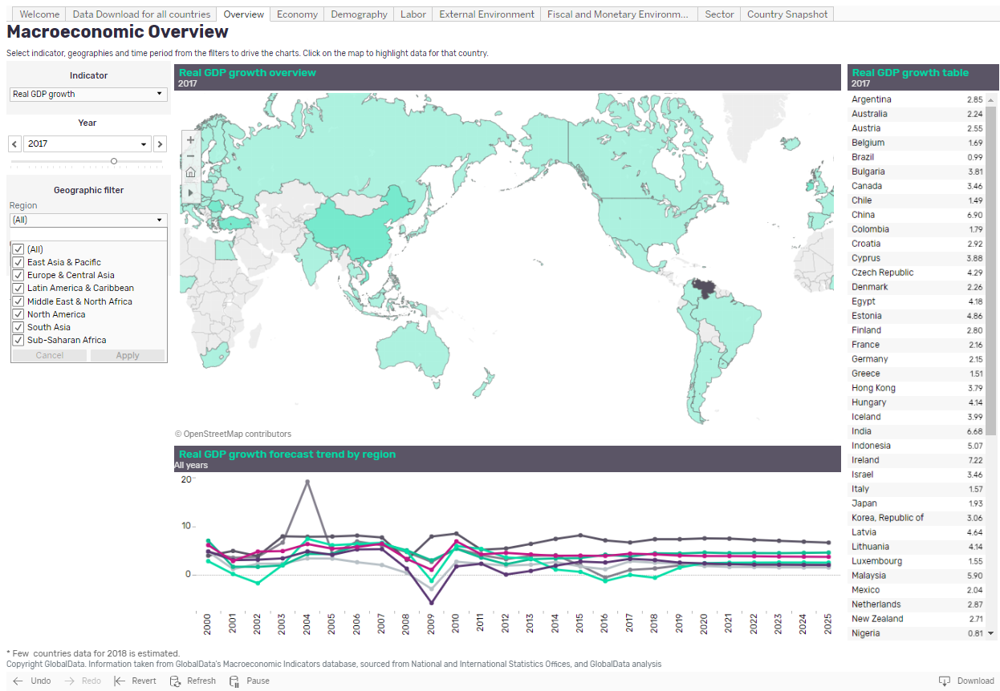 Welcome
Data Download for all countries
Overview
Economy
Demography
Labor
External Environment
Fiscal and Monetary Environm...
Sector
Country Snapshot
Macroeconomic Overview
Select indicator, geographies and time period from the filters to drive the charts. Click on the map to highlight data for that country.
Indicator
Real GDP growth
Year
2017
Geographic filter
Region
(All)
(All)
East Asia & Pacific
Europe & Central Asia
Latin America & Caribbean
Middle East & North Africa
North America
South Asia
Sub-Saharan Africa
Cancel Apply
Real GDP growth overview
2017
© OpenStreetMap contributors
Real GDP growth forecast trend by region
All years
20
10
0
2000 2001 2002 2003 2004 2005 2006 2007 2008 2009 2010 2011 2012 2013 2014 2015 2016 2017 2018 2019 2020 2021 2022 2023 2024 2025
Real GDP growth table
2017
Argentina 2.85
Australia 2.24
Austria 2.55
Belgium 1.69
Brazil 0.99
Bulgaria 3.81
Canada 3.46
Chile 1.49
China 6.90
Colombia 1.79
Croatia 2.92
Cyprus 3.88
Czech Republic 4.29
Denmark 2.26
Egypt 4.18
Estonia 4.86
Finland 2.80
France 2.16
Germany 2.15
Greece 1.51
Hong Kong 3.79
Hungary 4.14
Iceland 3.99
India 6.68
Indonesia 5.07
Ireland 7.22
Israel 3.46
Italy 1.57
Japan 1.93
Korea, Republic of 3.06
Latvia 4.64
Lithuania 4.14
Luxembourg 1.55
Malaysia 5.90
Mexico 2.04
Netherlands 2.87
New Zealand 2.71
Nigeria 0.81
* Few countries data for 2018 is estimated.
Copyright GlobalData. Information taken from GlobalData's Macroeconomic Indicators database, sourced from National and International Statistics Offices, and GlobalData analysis
Undo
Redo
Revert
Refresh
Pause
Download